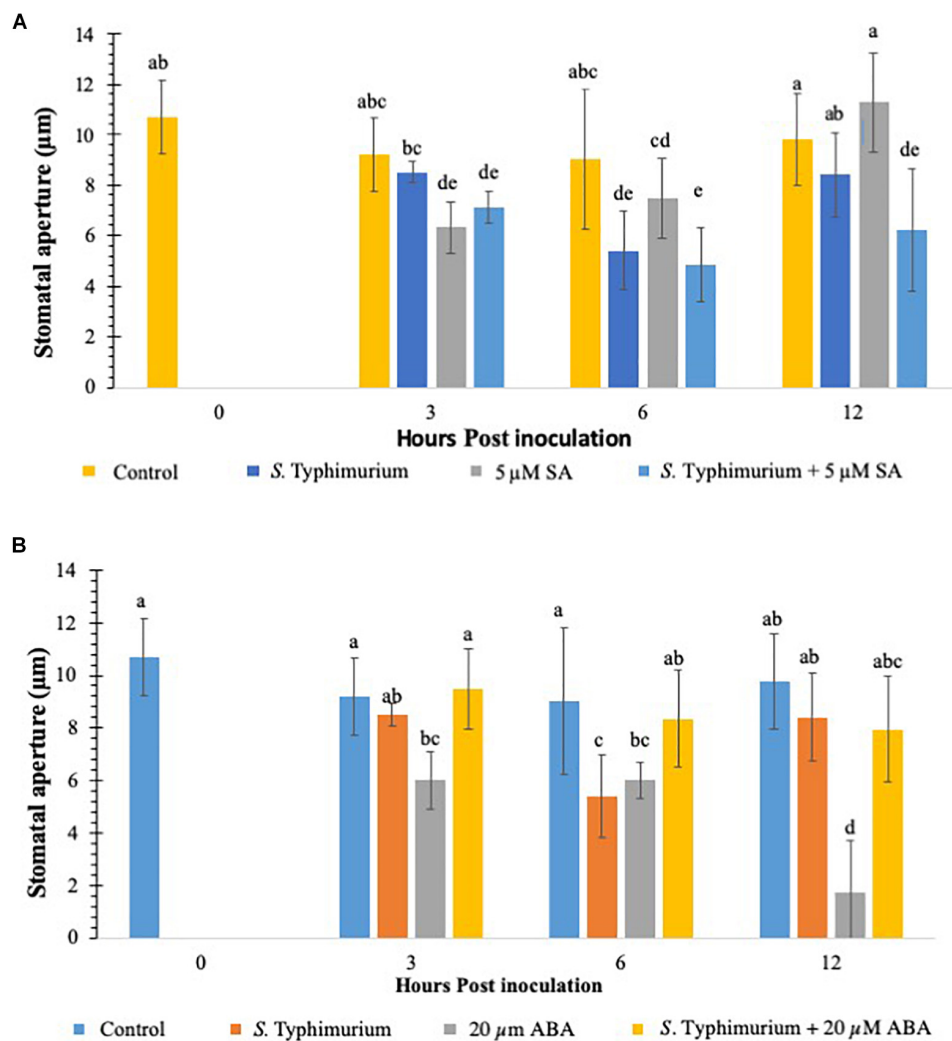 A
Stomatal aperture (µm)
14
12
10
8
6
4
2
0
ab
abc
bc
de
de
abc
de
cd
e
a
ab
a
de
0 3 6 12
Hours Post inoculation
Control S. Typhimurium 5 µM SA S. Typhimurium + 5 µM SA
B
Stomatal aperture (µm)
14
12
10
8
6
4
2
0
a
a
ab
bc
a
a
c
bc
ab
ab
ab
d
abc
0 3 6 12
Hours Post inoculation
Control S. Typhimurium 20 µm ABA S. Typhimurium + 20 µM ABA